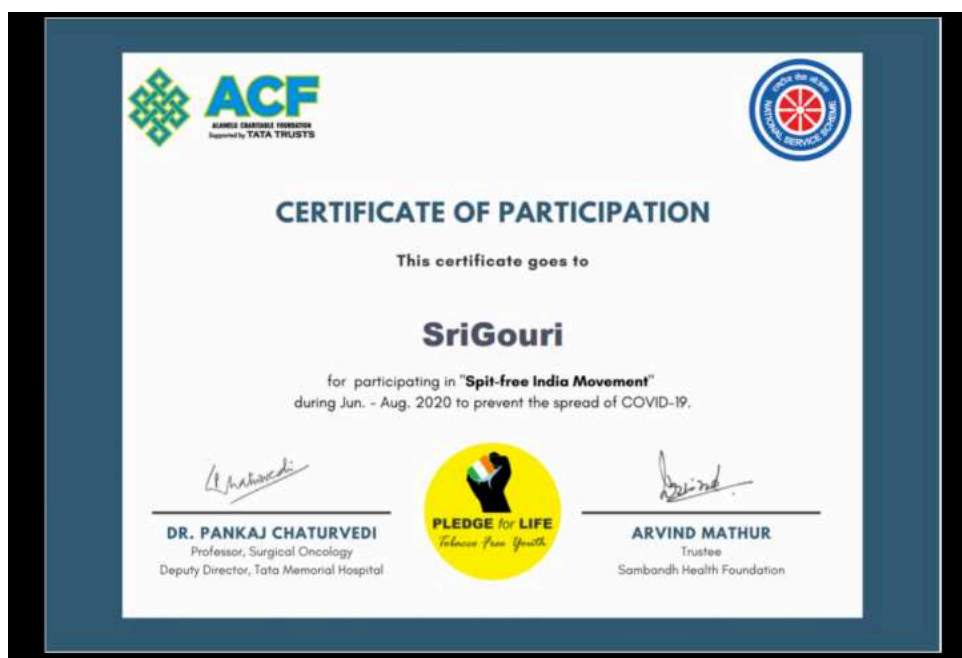 ACF
ALAMELU CHARITABLE FOUNDATION
Supported by TATA TRUSTS
राष्ट्रीय सेवा योजना
NATIONAL SERVICE SCHEME
CERTIFICATE OF PARTICIPATION
This certificate goes to
SriGouri
for participating in "Spit-free India Movement"
during Jun. - Aug. 2020 to prevent the spread of COVID-19.
DR. PANKAJ CHATURVEDI
Professor, Surgical Oncology
Deputy Director, Tata Memorial Hospital
PLEDGE for LIFE
Tobacco Free Youth
ARVIND MATHUR
Trustee
Sambandh Health Foundation